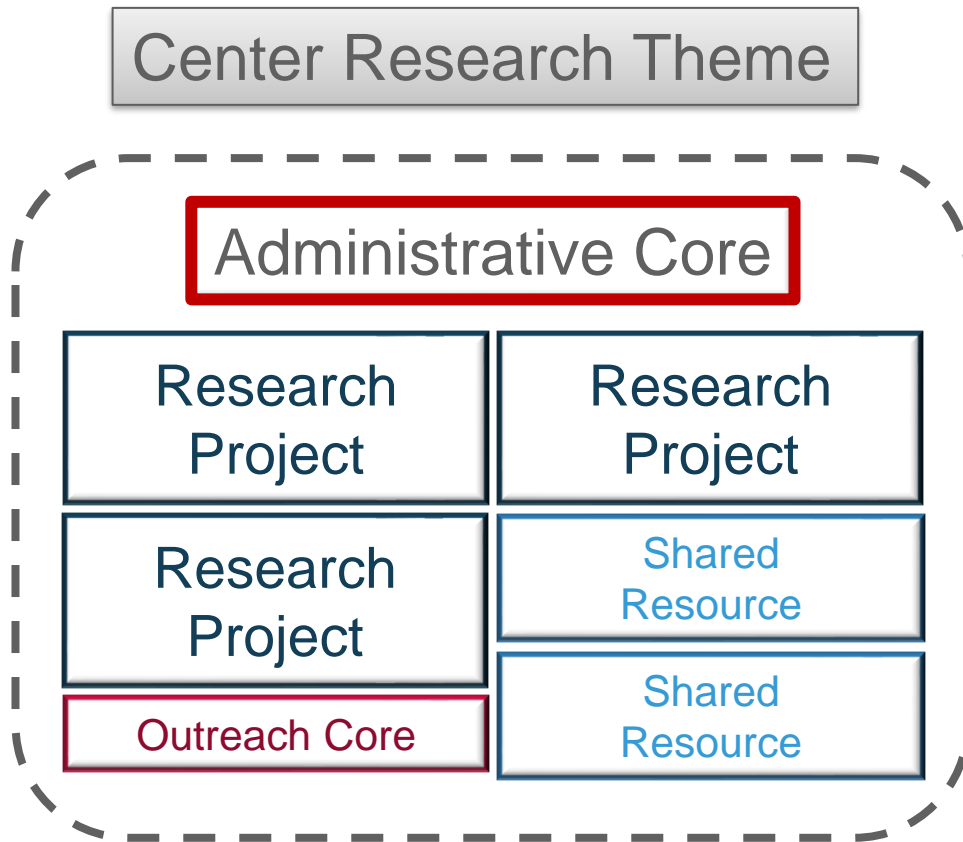 Center Research Theme
Administrative Core
Research
Project
Research
Project
Research
Project
Shared
Resource
Outreach Core
Shared
Resource